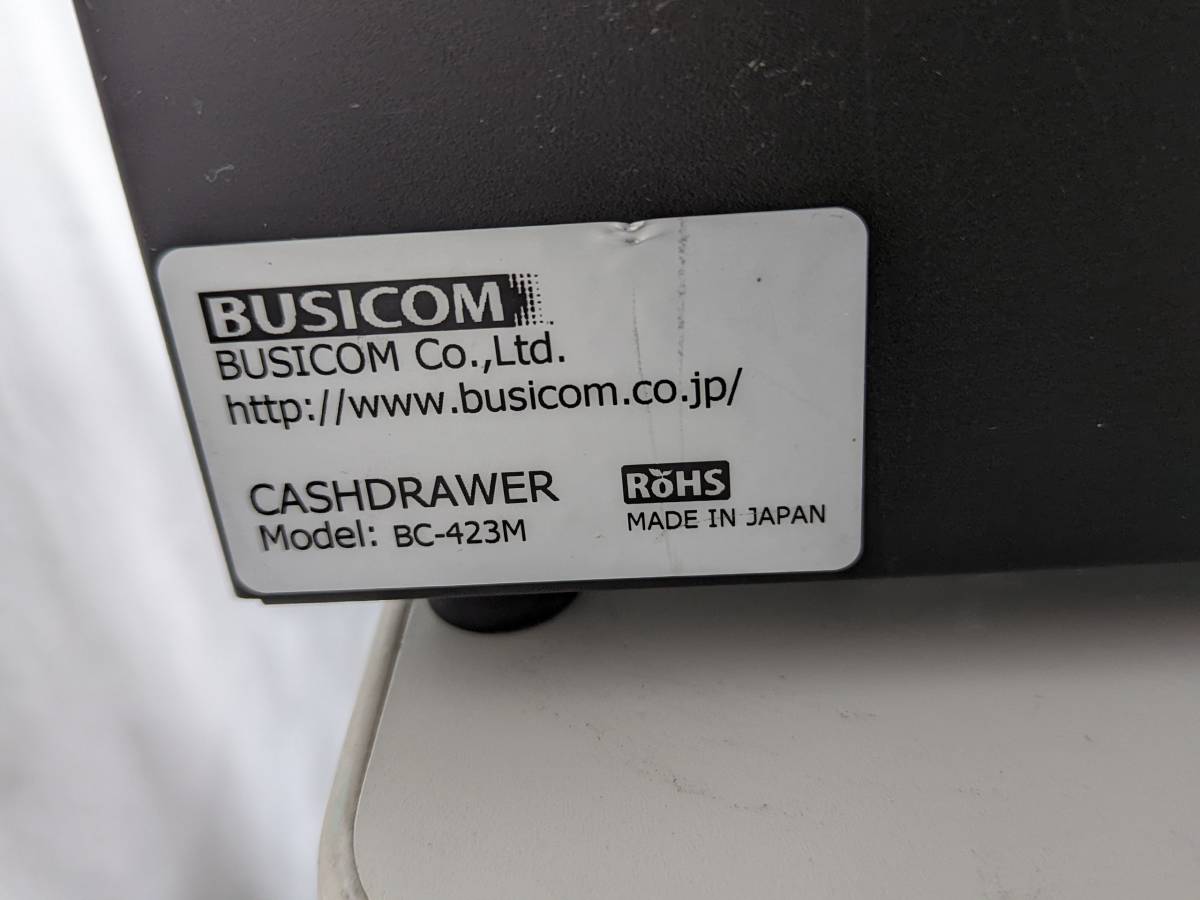 BUSICOM
BUSICOM Co.,Ltd.
http://www.busicom.co.jp/
CASHDRAWER
RoHS
Model: BC-423M
MADE IN JAPAN